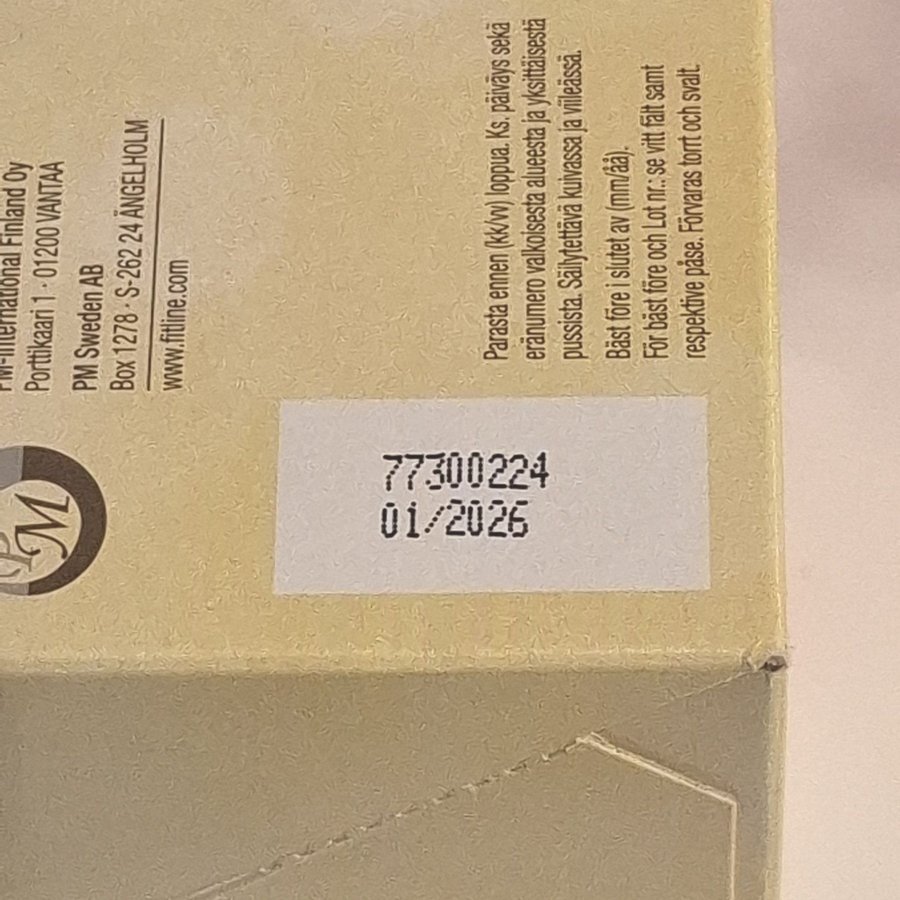 PM-International Finland Oy
Porttikaari 1 · 01200 VANTAA
PM Sweden AB
Box 1278 · S-262 24 ÄNGELHOLM
www.fitline.com
Parasta ennen (kk/vv) loppua. Ks. päiväys sekä
eränumero valkoisesta alueesta ja yksittäisestä
pussista. Säilytettävä kuivassa ja viileässä.
Bäst före i slutet av (mm/åå).
För bäst före och Lot nr.: se vitt fält samt
respektive påse. Förvaras torrt och svalt.
PM
77300224
01/2026